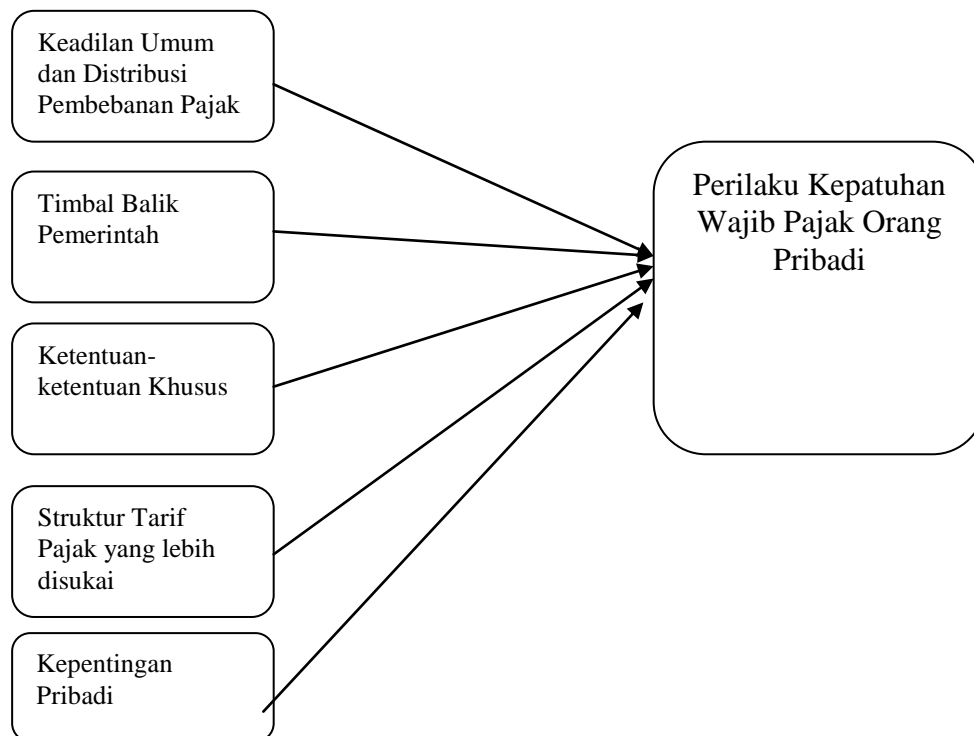 Keadilan Umum
dan Distribusi
Pembebanan Pajak
Timbal Balik
Pemerintah
Ketentuan-
ketentuan Khusus
Struktur Tarif
Pajak yang lebih
disukai
Kepentingan
Pribadi
Perilaku Kepatuhan
Wajib Pajak Orang
Pribadi